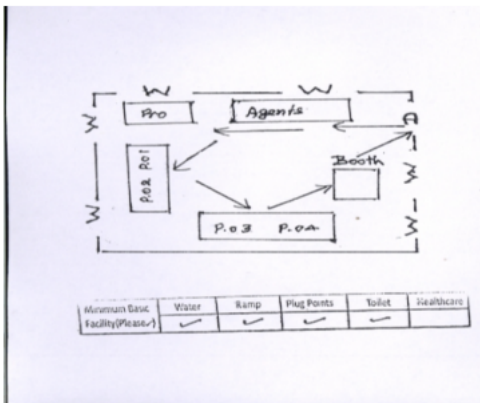 W W
Pro Agents
W D
P.O2 P.O1 Booth
W
W W
P.O3 P.O4
Minimum Basic Facility(Please✓) Water Ramp Plug Points Toilet Healthcare
✓ ✓ ✓ ✓